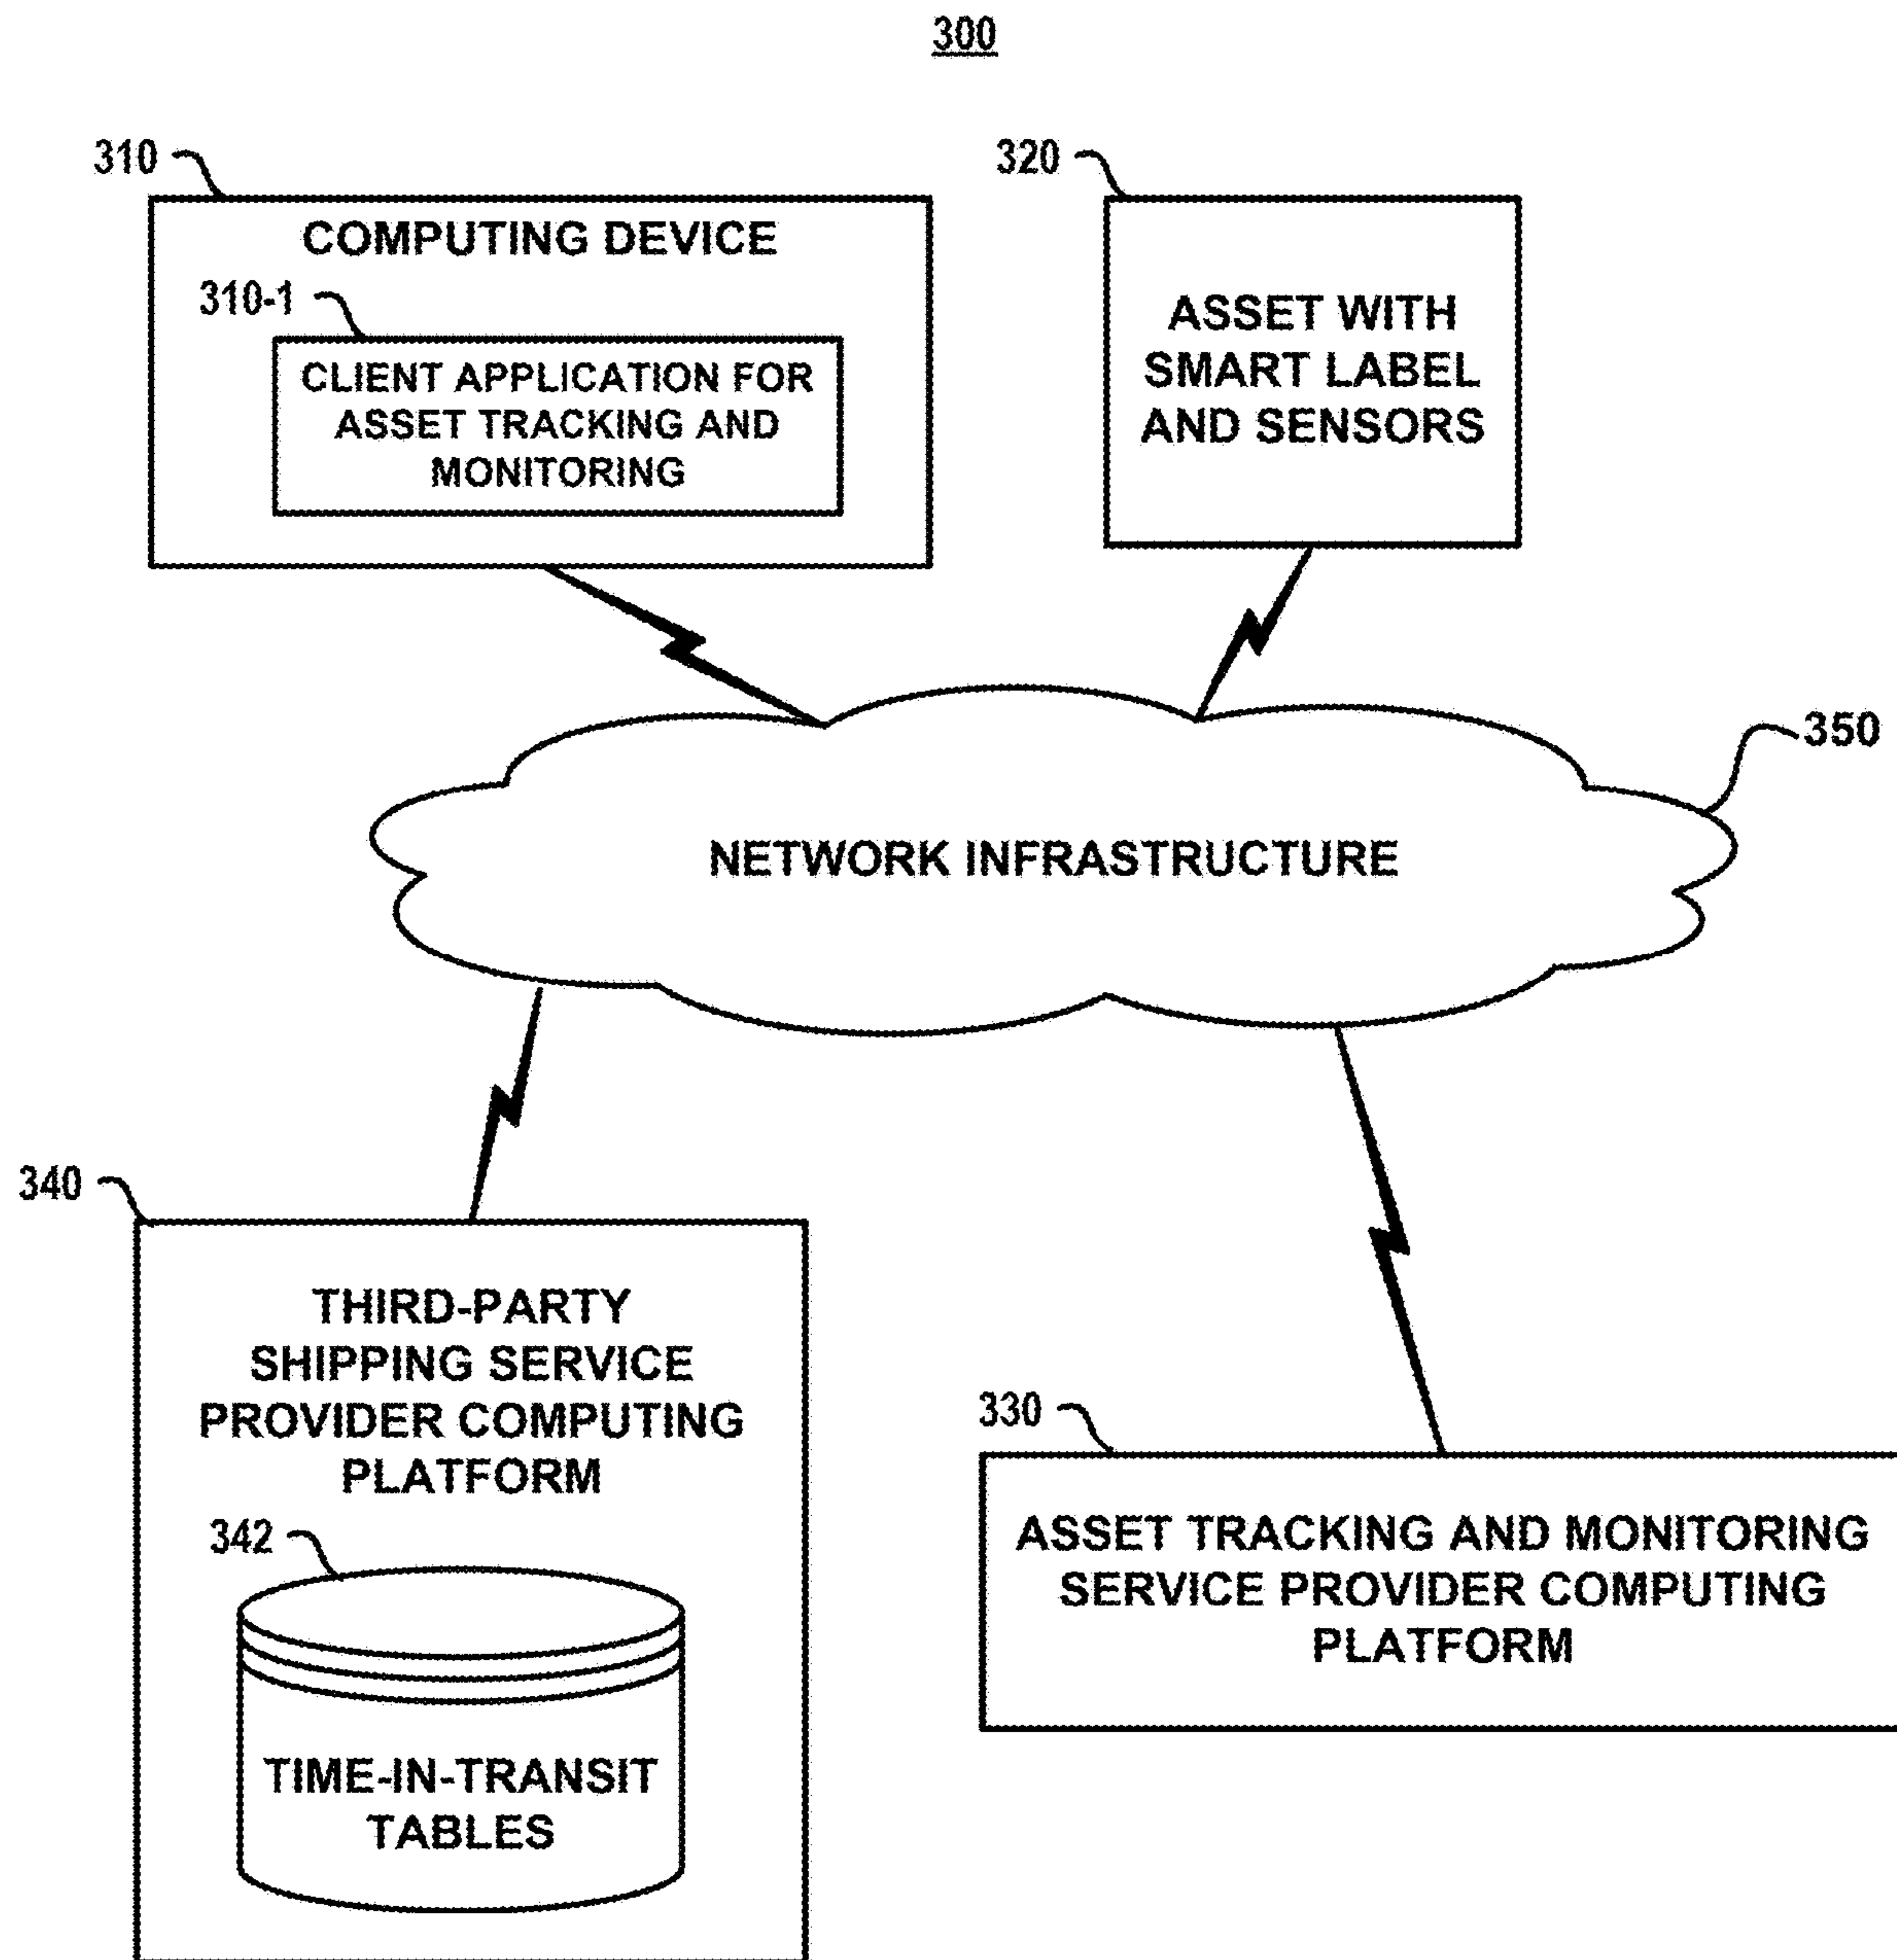 300
310
COMPUTING DEVICE
310-1
CLIENT APPLICATION FOR
ASSET TRACKING AND
MONITORING
320
ASSET WITH
SMART LABEL
AND SENSORS
350
NETWORK INFRASTRUCTURE
340
THIRD-PARTY
SHIPPING SERVICE
PROVIDER COMPUTING
PLATFORM
342
TIME-IN-TRANSIT
TABLES
330
ASSET TRACKING AND MONITORING
SERVICE PROVIDER COMPUTING
PLATFORM